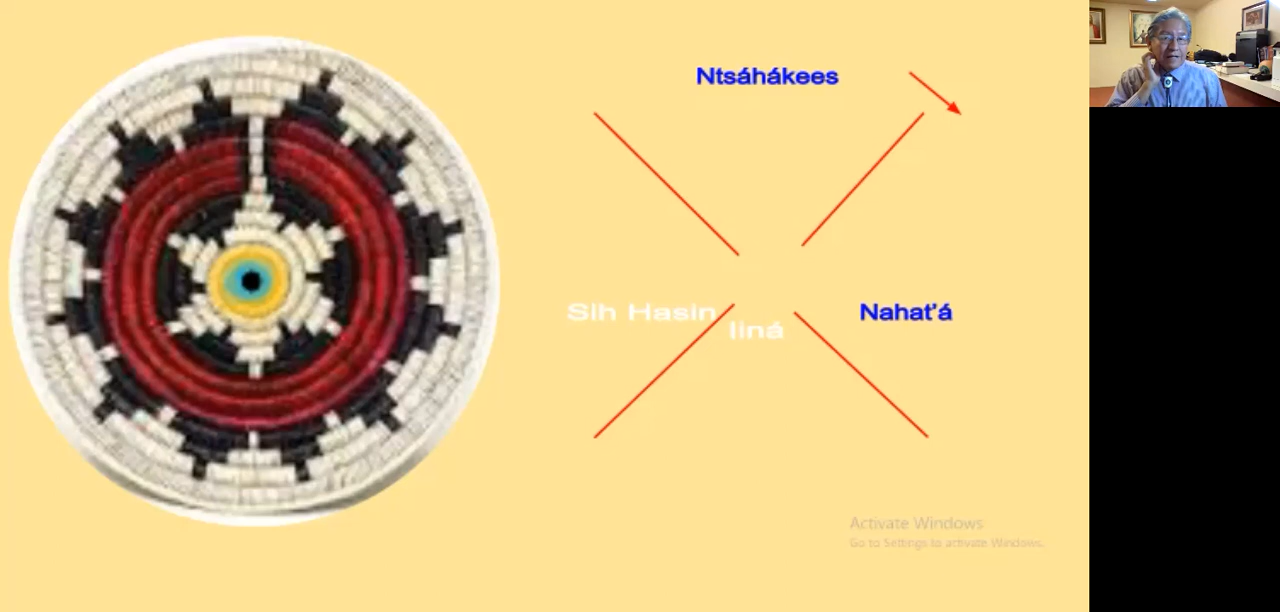 Ntsáhákees
Sih Hasin
Nahat'á
Iiná
Activate Windows
Go to Settings to activate Windows.